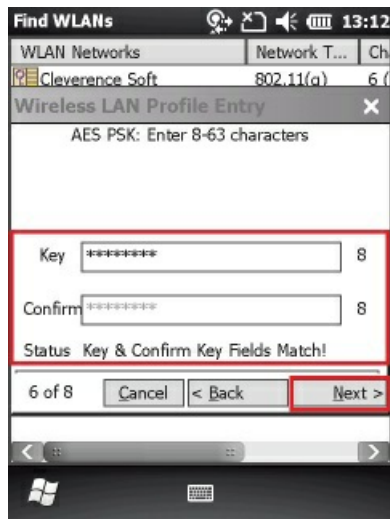 Find WLANs 13:12
WLAN Networks Network T... Ch
Cleverence Soft 802.11(g) 6 (
Wireless LAN Profile Entry
AES PSK: Enter 8-63 characters
Key ******** 8
Confirm ******** 8
Status Key & Confirm Key Fields Match!
6 of 8 Cancel < Back Next >